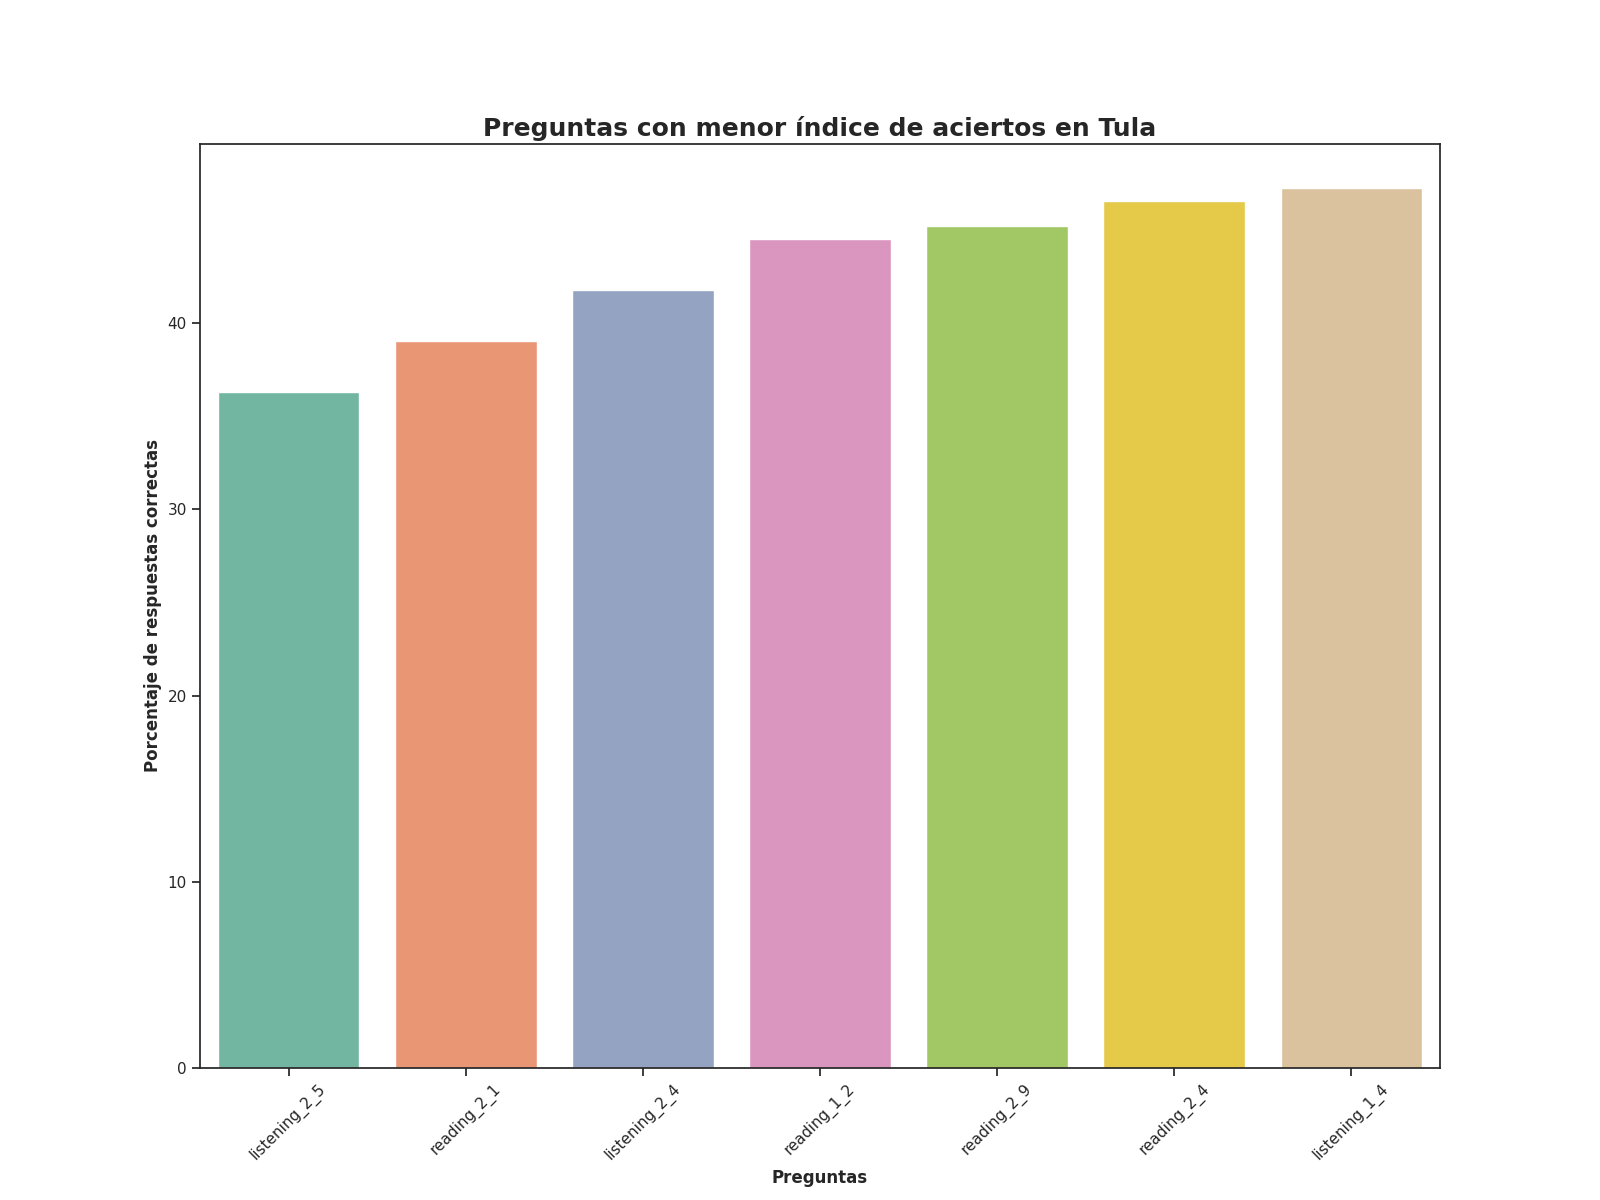 Preguntas con menor índice de aciertos en Tula
Porcentaje de respuestas correctas
40
30
20
10
0
listening_2_5
reading_2_1
listening_2_4
reading_1_2
reading_2_9
reading_2_4
listening_1_4
Preguntas